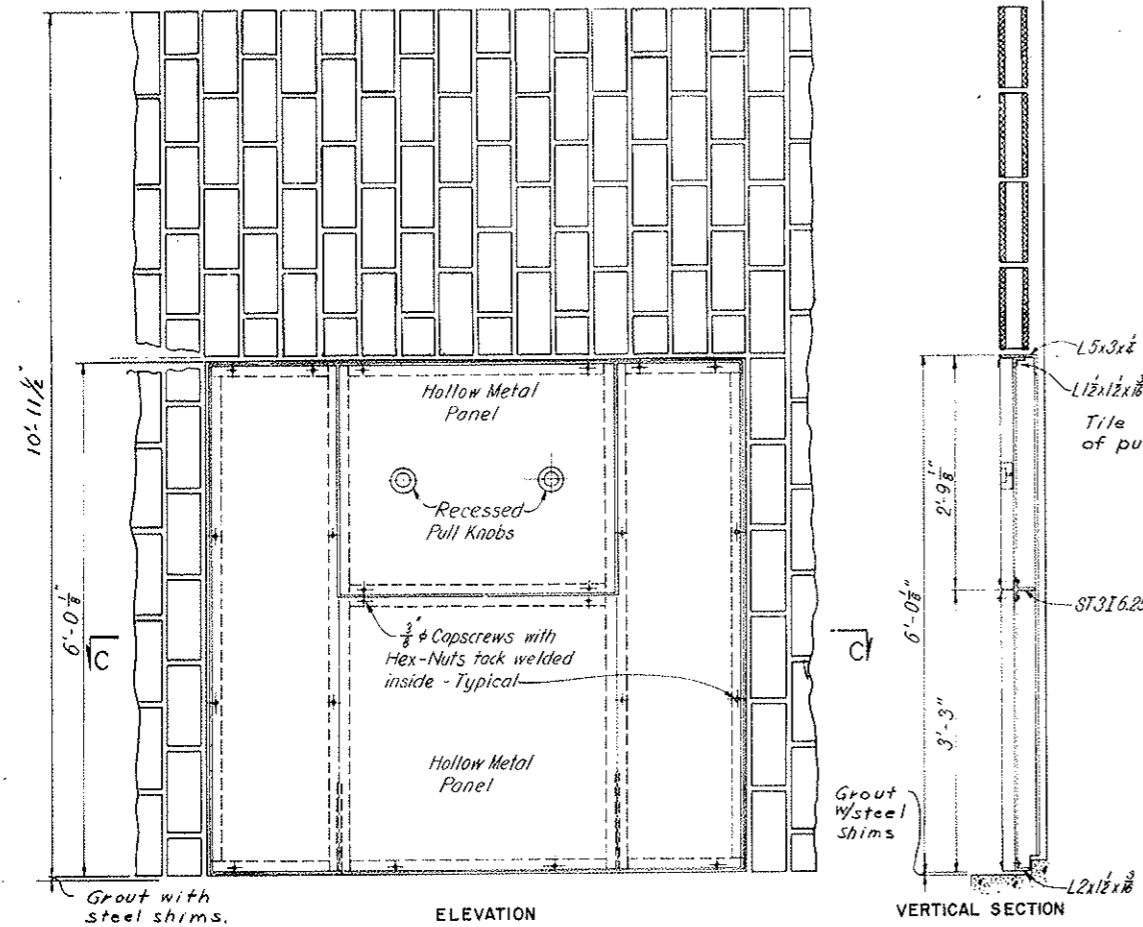 10'-11½"
6'-0⅛"
C
Hollow Metal
Panel
Recessed
Pull Knobs
⅜"φ Capscrews with
Hex-Nuts tack welded
inside - Typical
Hollow Metal
Panel
C
Grout with
steel shims.
ELEVATION
L5x3x¼
L1½x1½x3/16
Tile
of pu
2'-9⅛"
6'-0⅛"
ST3I6.25
3'-3"
Grout
W/steel
shims
L2x1½x3/16
VERTICAL SECTION